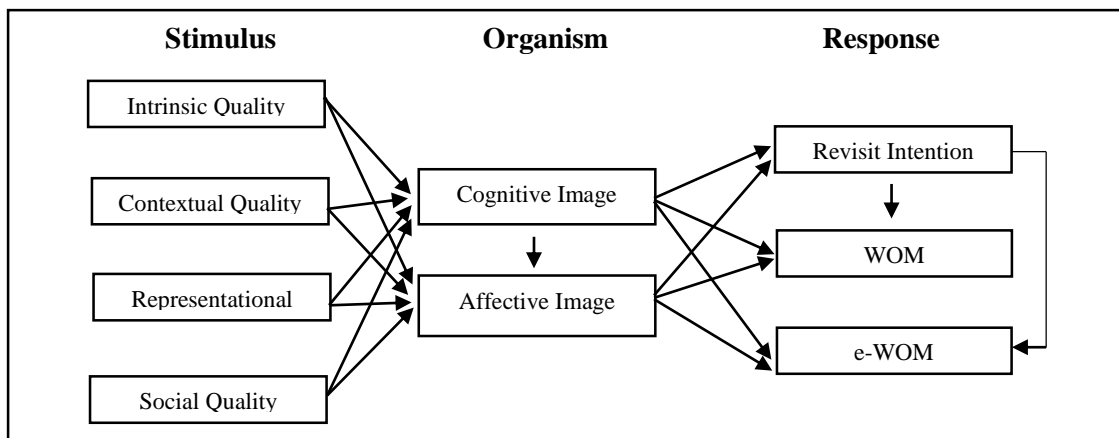 Stimulus
Organism
Response
Intrinsic Quality
Contextual Quality
Representational
Social Quality
Cognitive Image
Affective Image
Revisit Intention
WOM
e-WOM